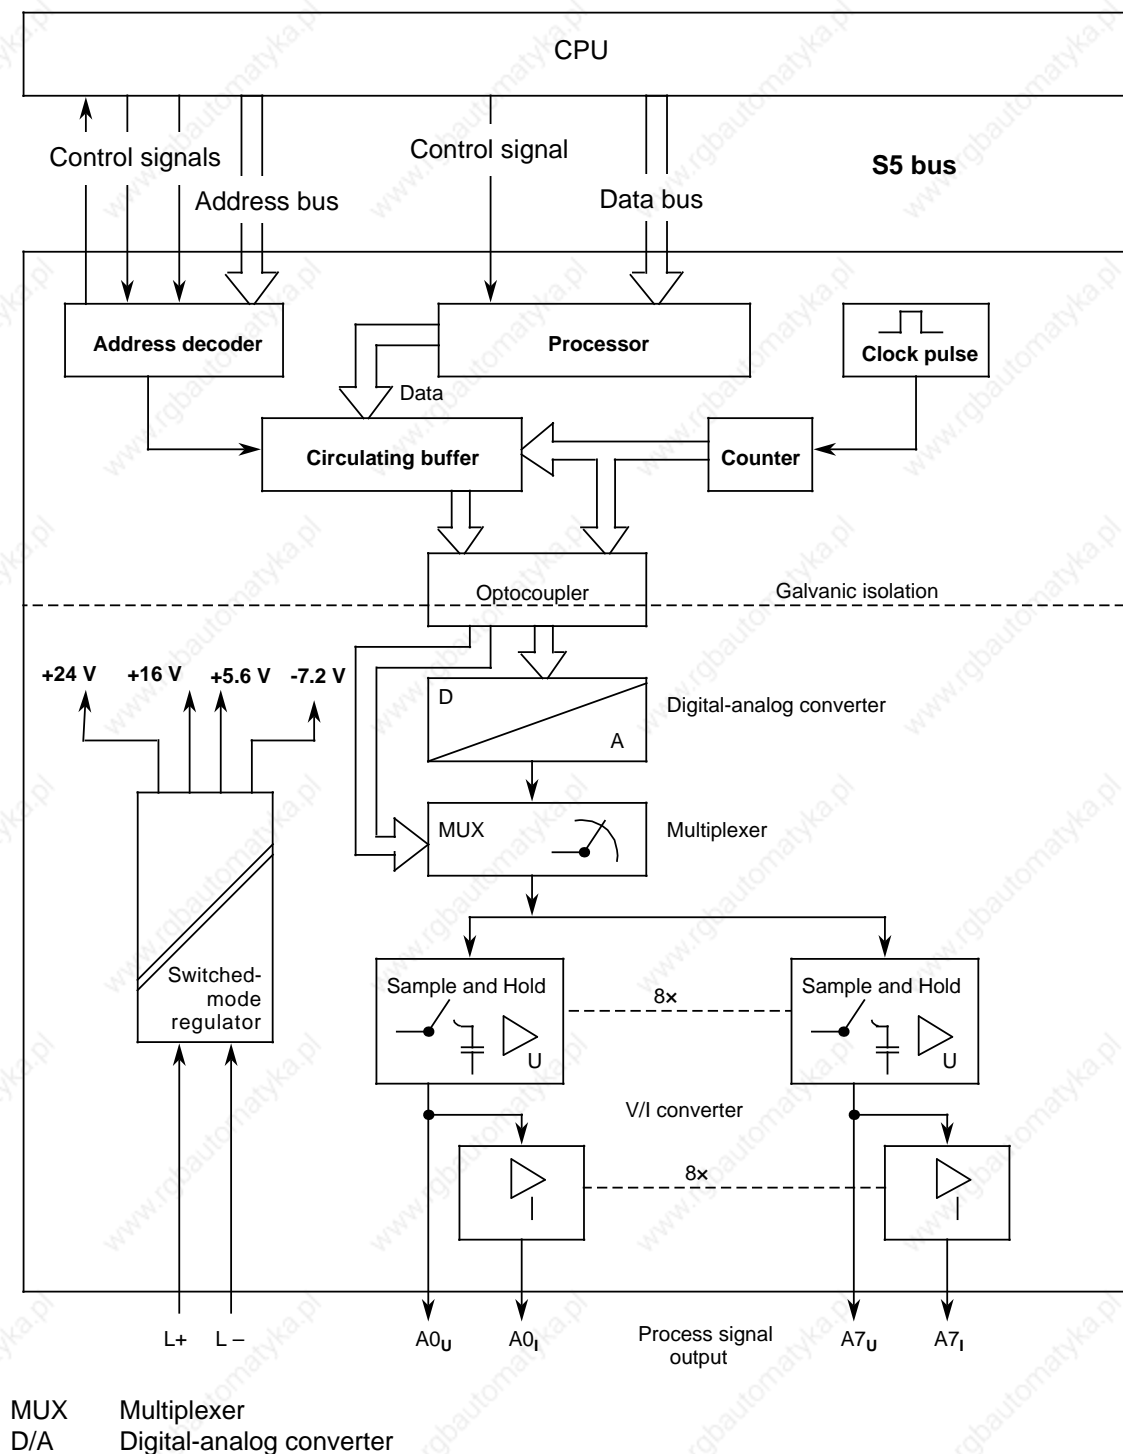 CPU
Control signals
Control signal
S5 bus
Address bus
Data bus
Address decoder
Processor
Clock pulse
Data
Circulating buffer
Counter
Optocoupler
Galvanic isolation
+24 V
+16 V
+5.6 V
-7.2 V
D
A
Digital-analog converter
MUX
Multiplexer
Switched-
mode
regulator
Sample and Hold
U
8×
Sample and Hold
U
V/I converter
I
8×
I
L+
L –
A0U
A0I
Process signal
output
A7U
A7I
MUX Multiplexer
D/A Digital-analog converter
www.rgbautomatyka.pl